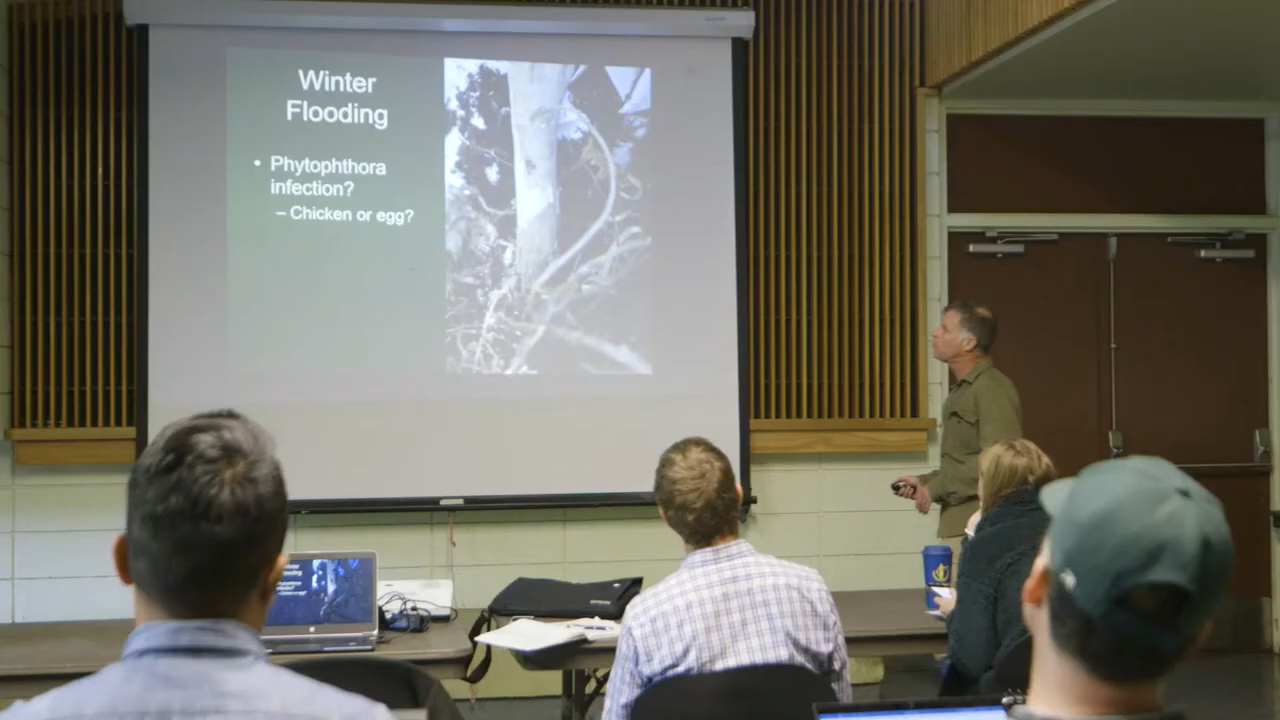 Winter
Flooding
• Phytophthora
infection?
– Chicken or egg?